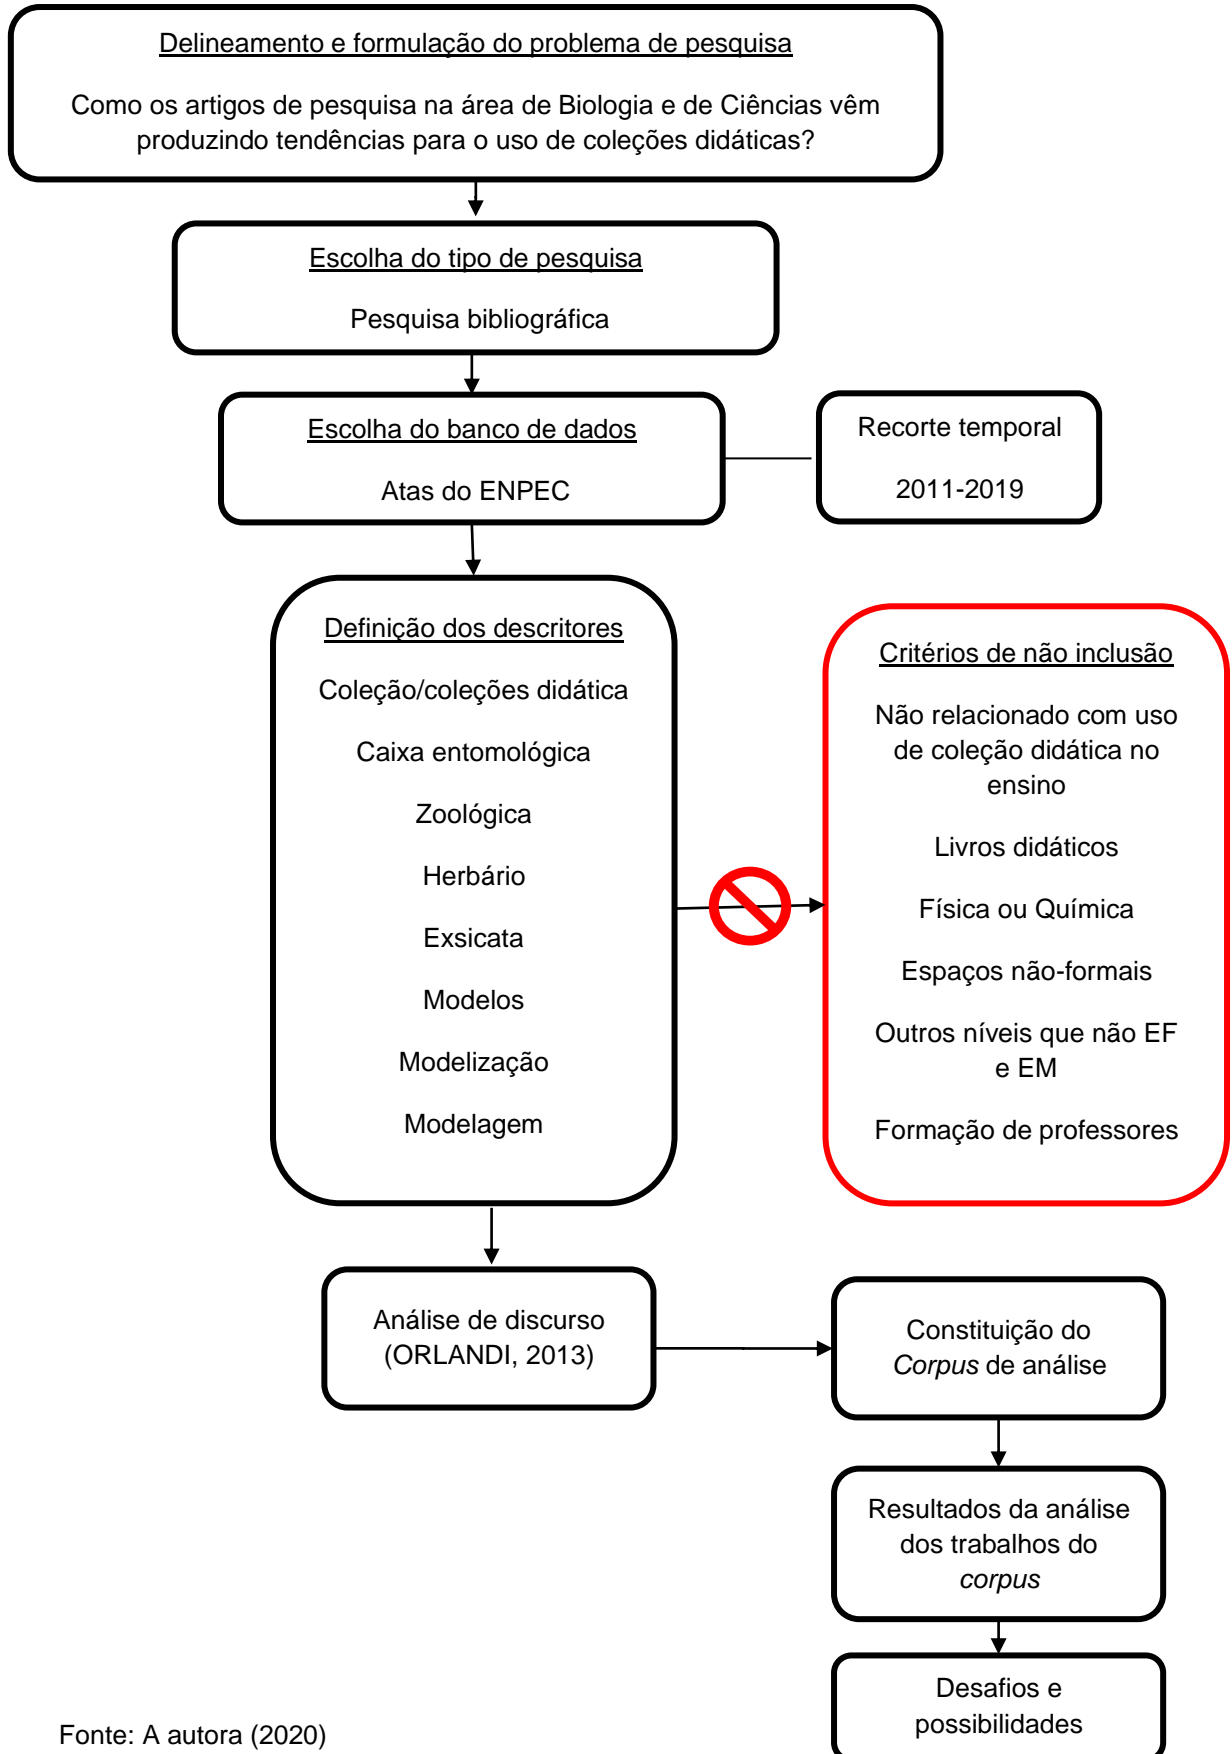 Delineamento e formulação do problema de pesquisa
Como os artigos de pesquisa na área de Biologia e de Ciências vêm
produzindo tendências para o uso de coleções didáticas?
Escolha do tipo de pesquisa
Pesquisa bibliográfica
Escolha do banco de dados
Atas do ENPEC
Recorte temporal
2011-2019
Definição dos descritores
Coleção/coleções didática
Caixa entomológica
Zoológica
Herbário
Exsicata
Modelos
Modelização
Modelagem
Critérios de não inclusão
Não relacionado com uso
de coleção didática no
ensino
Livros didáticos
Física ou Química
Espaços não-formais
Outros níveis que não EF
e EM
Formação de professores
Análise de discurso
(ORLANDI, 2013)
Constituição do
Corpus de análise
Resultados da análise
dos trabalhos do
corpus
Desafios e
possibilidades
Fonte: A autora (2020)